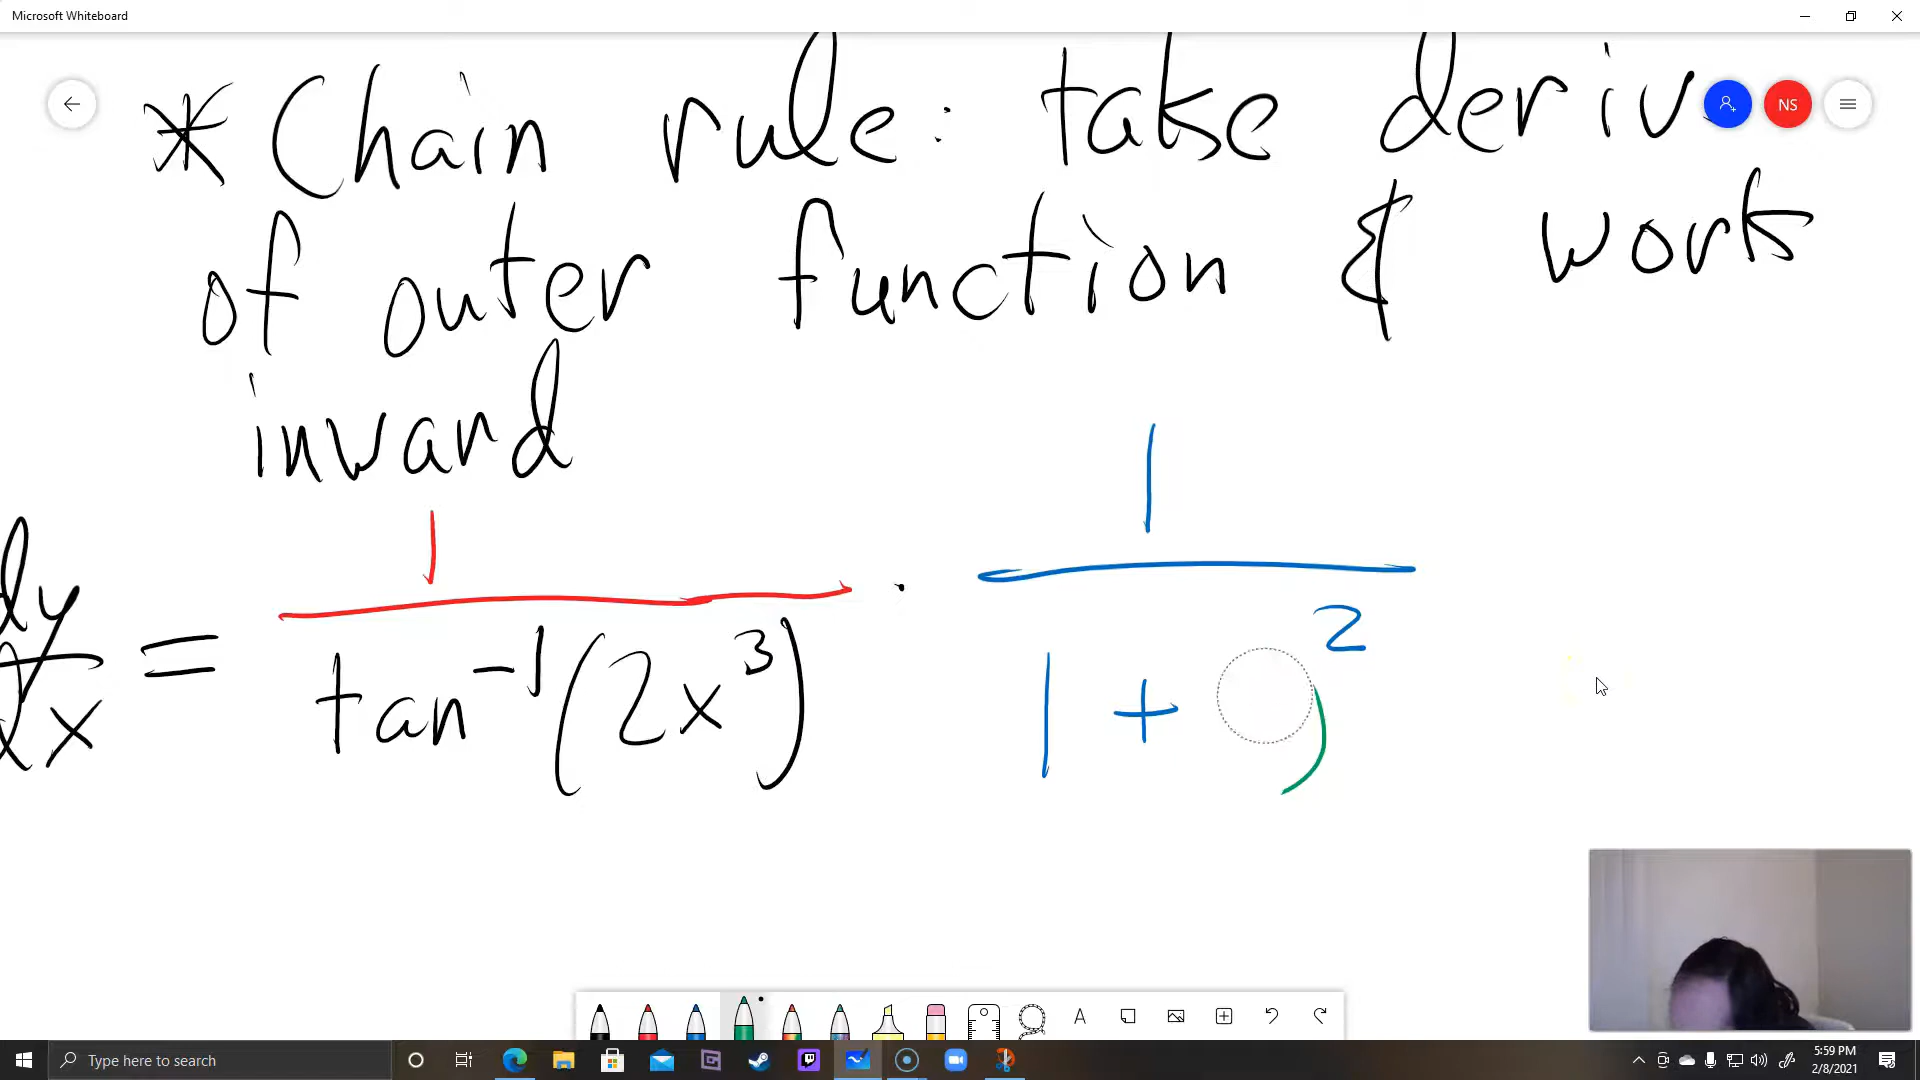 Microsoft Whiteboard
* Chain rule: take deriv
NS
of outer function & work
inward
dy/dx = 1/tan⁻¹(2x³) · 1/1 + )²
A
Type here to search
5:59 PM
2/8/2021